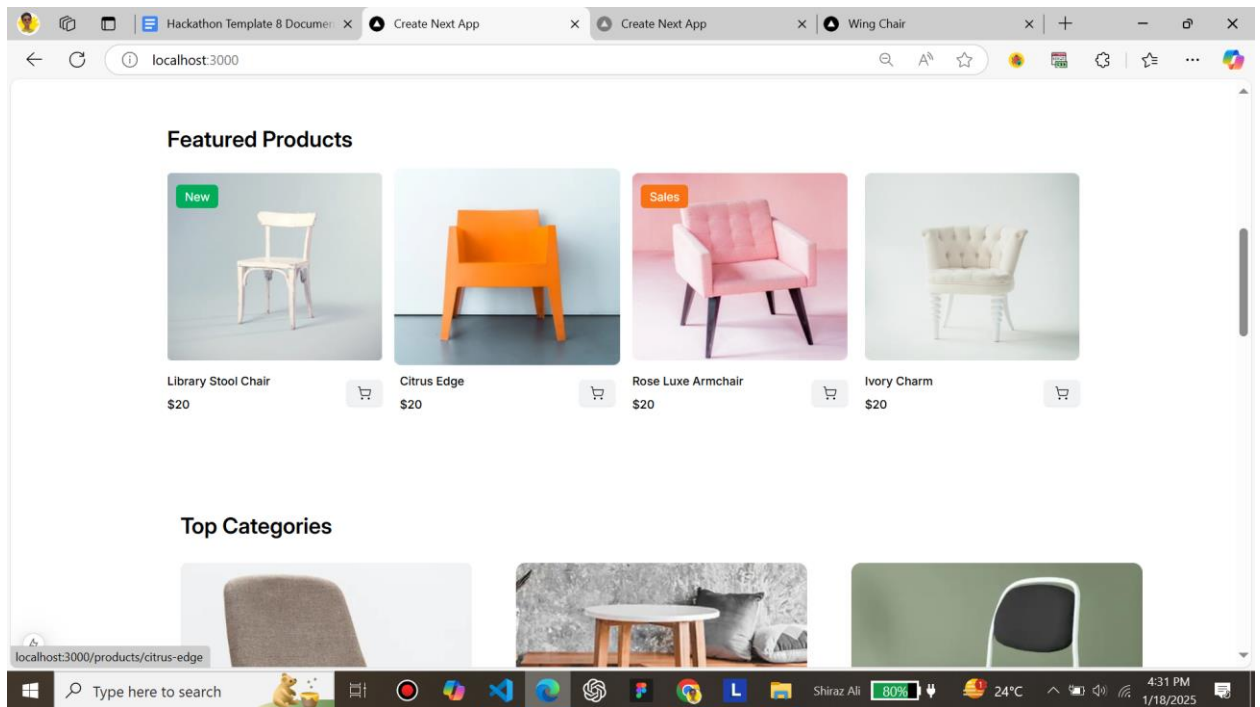 Hackathon Template 8 Documen
Create Next App
Create Next App
Wing Chair
localhost:3000
Featured Products
New
Sales
Library Stool Chair
$20
Citrus Edge
$20
Rose Luxe Armchair
$20
Ivory Charm
$20
Top Categories
localhost:3000/products/citrus-edge
Type here to search
L
Shiraz Ali
80%
24°C
4:31 PM
1/18/2025